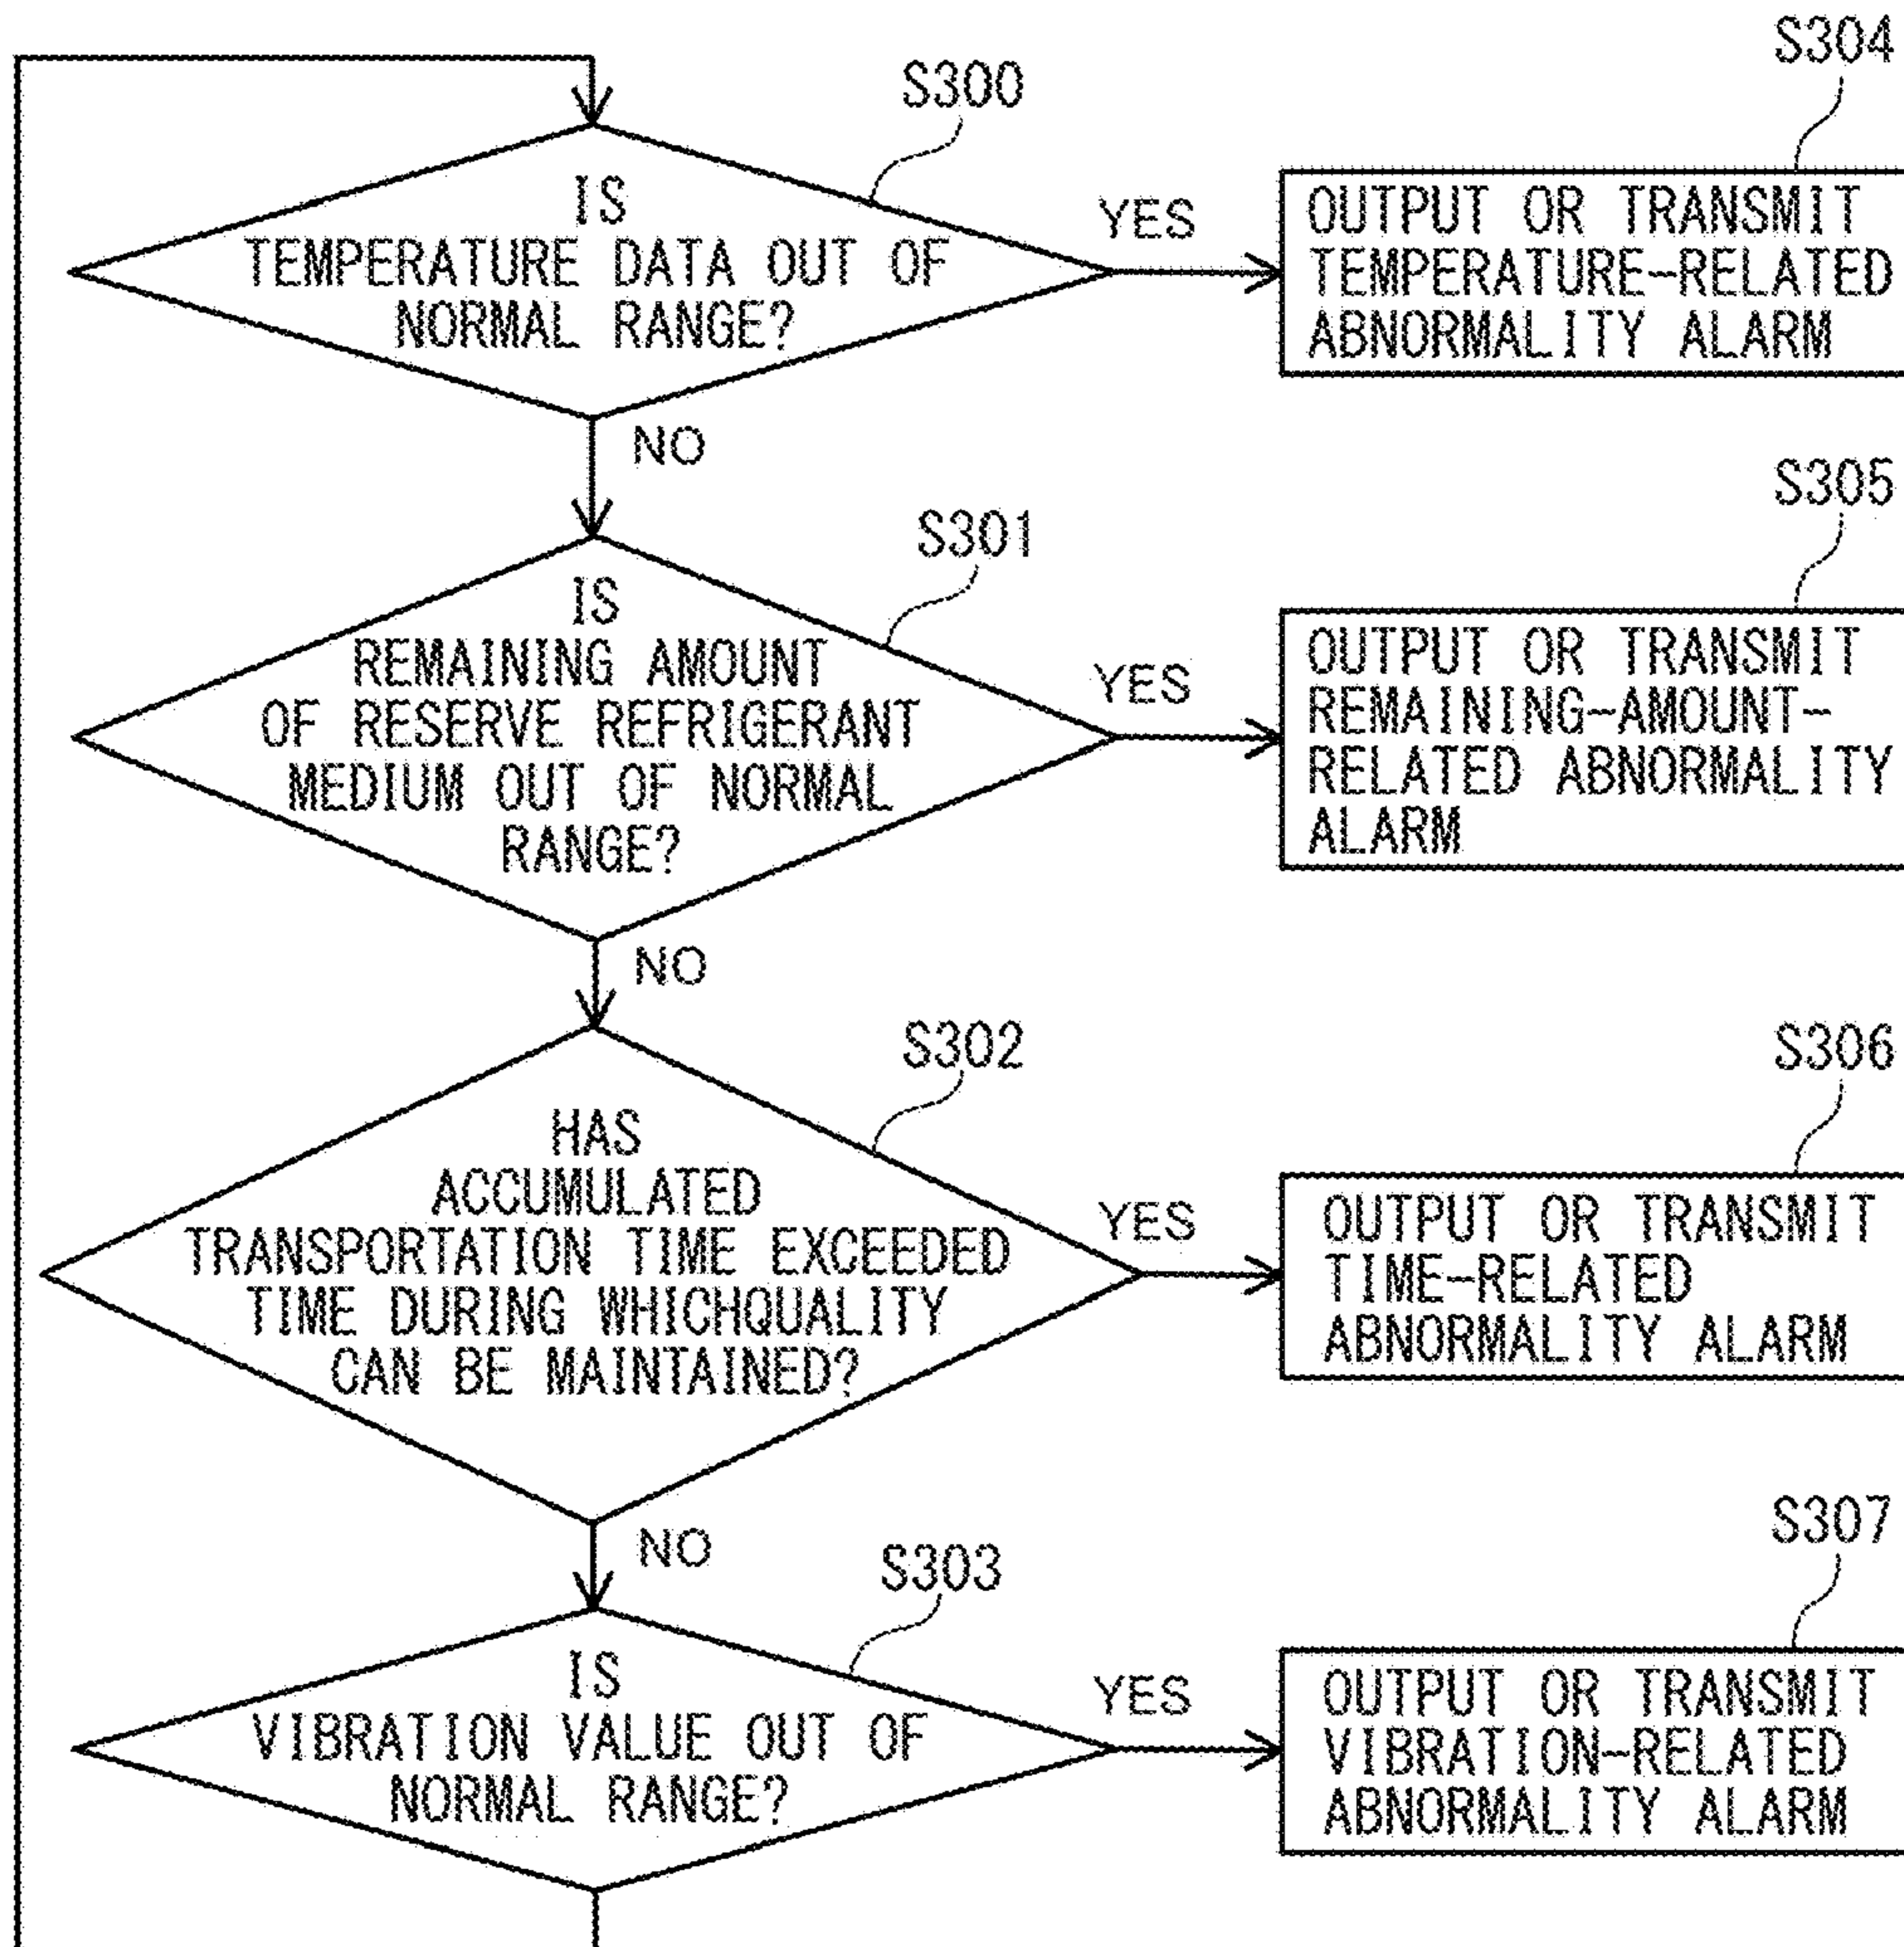 S300
IS
TEMPERATURE DATA OUT OF
NORMAL RANGE?
YES
NO
S304
OUTPUT OR TRANSMIT
TEMPERATURE-RELATED
ABNORMALITY ALARM
S301
IS
REMAINING AMOUNT
OF RESERVE REFRIGERANT
MEDIUM OUT OF NORMAL
RANGE?
YES
NO
S305
OUTPUT OR TRANSMIT
REMAINING-AMOUNT-
RELATED ABNORMALITY
ALARM
S302
HAS
ACCUMULATED
TRANSPORTATION TIME EXCEEDED
TIME DURING WHICHQUALITY
CAN BE MAINTAINED?
YES
NO
S306
OUTPUT OR TRANSMIT
TIME-RELATED
ABNORMALITY ALARM
S303
IS
VIBRATION VALUE OUT OF
NORMAL RANGE?
YES
S307
OUTPUT OR TRANSMIT
VIBRATION-RELATED
ABNORMALITY ALARM